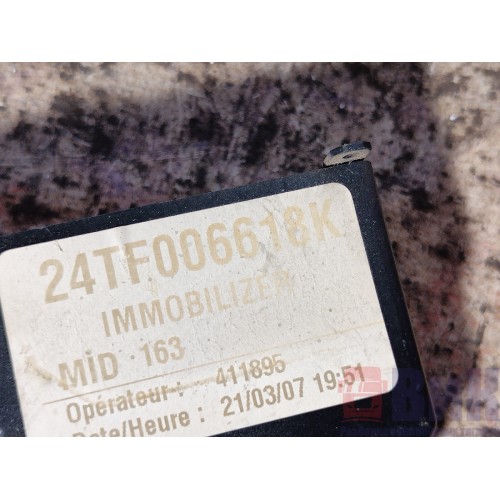 24TF006618K
IMMOBILIZER
MID 163
Opérateur : 411895
Date/Heure : 21/03/07 19:51